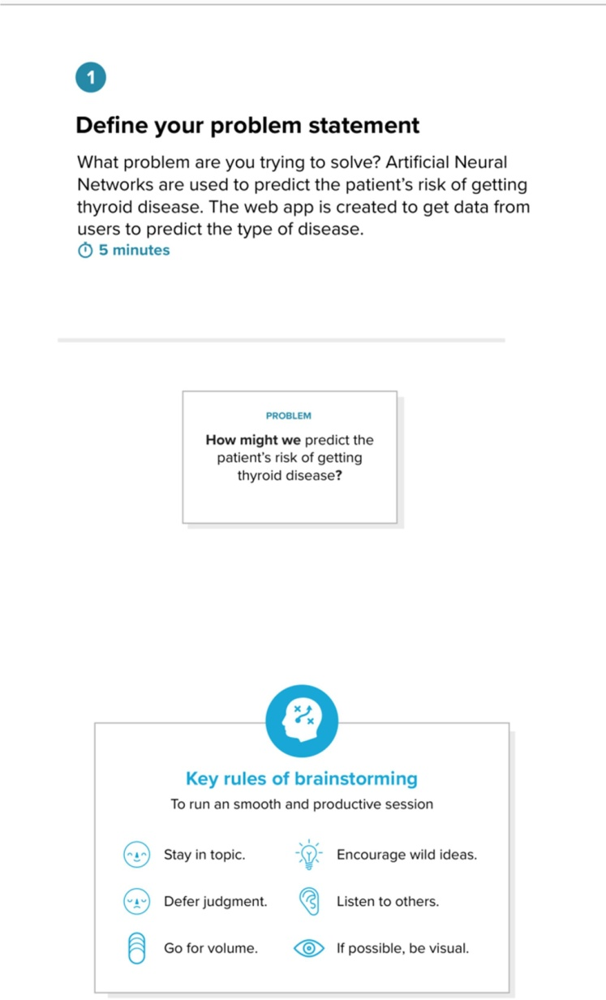 1
Define your problem statement
What problem are you trying to solve? Artificial Neural
Networks are used to predict the patient's risk of getting
thyroid disease. The web app is created to get data from
users to predict the type of disease.
5 minutes
PROBLEM
How might we predict the
patient's risk of getting
thyroid disease?
Key rules of brainstorming
To run an smooth and productive session
Stay in topic.
Encourage wild ideas.
Defer judgment.
Listen to others.
Go for volume.
If possible, be visual.